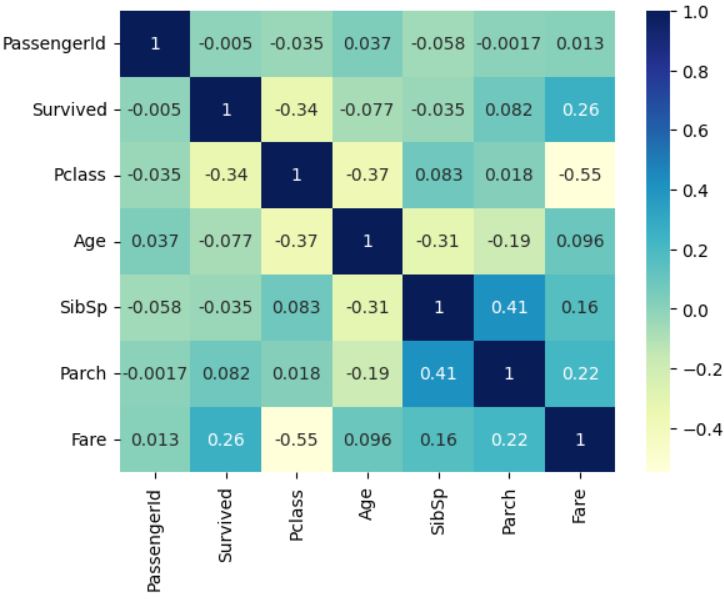 1.0
PassengerId 1 -0.005 -0.035 0.037 -0.058 -0.0017 0.013
0.8
Survived -0.005 1 -0.34 -0.077 -0.035 0.082 0.26
0.6
Pclass -0.035 -0.34 1 -0.37 0.083 0.018 -0.55
0.4
Age 0.037 -0.077 -0.37 1 -0.31 -0.19 0.096
0.2
SibSp -0.058 -0.035 0.083 -0.31 1 0.41 0.16
0.0
Parch -0.0017 0.082 0.018 -0.19 0.41 1 0.22
−0.2
Fare 0.013 0.26 -0.55 0.096 0.16 0.22 1
−0.4
PassengerId Survived Pclass Age SibSp Parch Fare